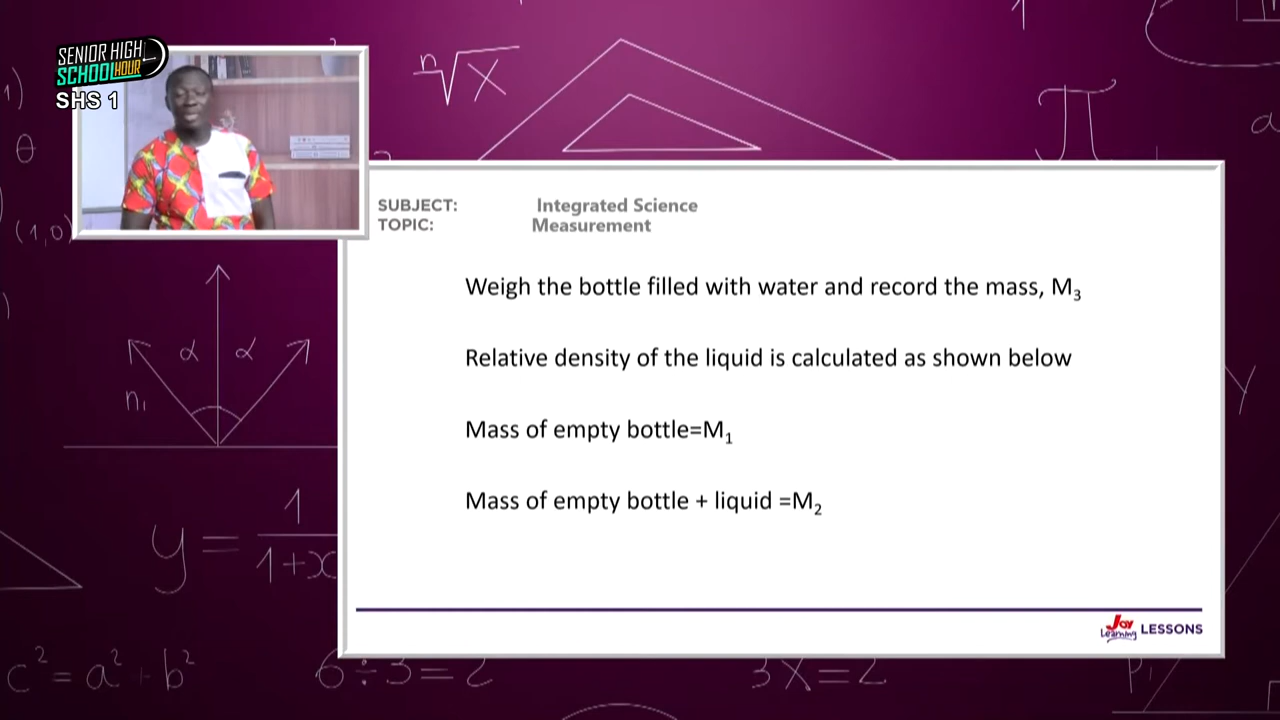 SENIOR HIGH
SCHOOL HOUR
SHS 1
SUBJECT: Integrated Science
TOPIC: Measurement
Weigh the bottle filled with water and record the mass, M₃
Relative density of the liquid is calculated as shown below
Mass of empty bottle=M₁
Mass of empty bottle + liquid =M₂
Joy Learning LESSONS
ⁿ√X
π
θ
(1,0)
α α
n₁
y = 1/1+x
Y
c² = a² + b²
6÷3=2
3X=2
P₁